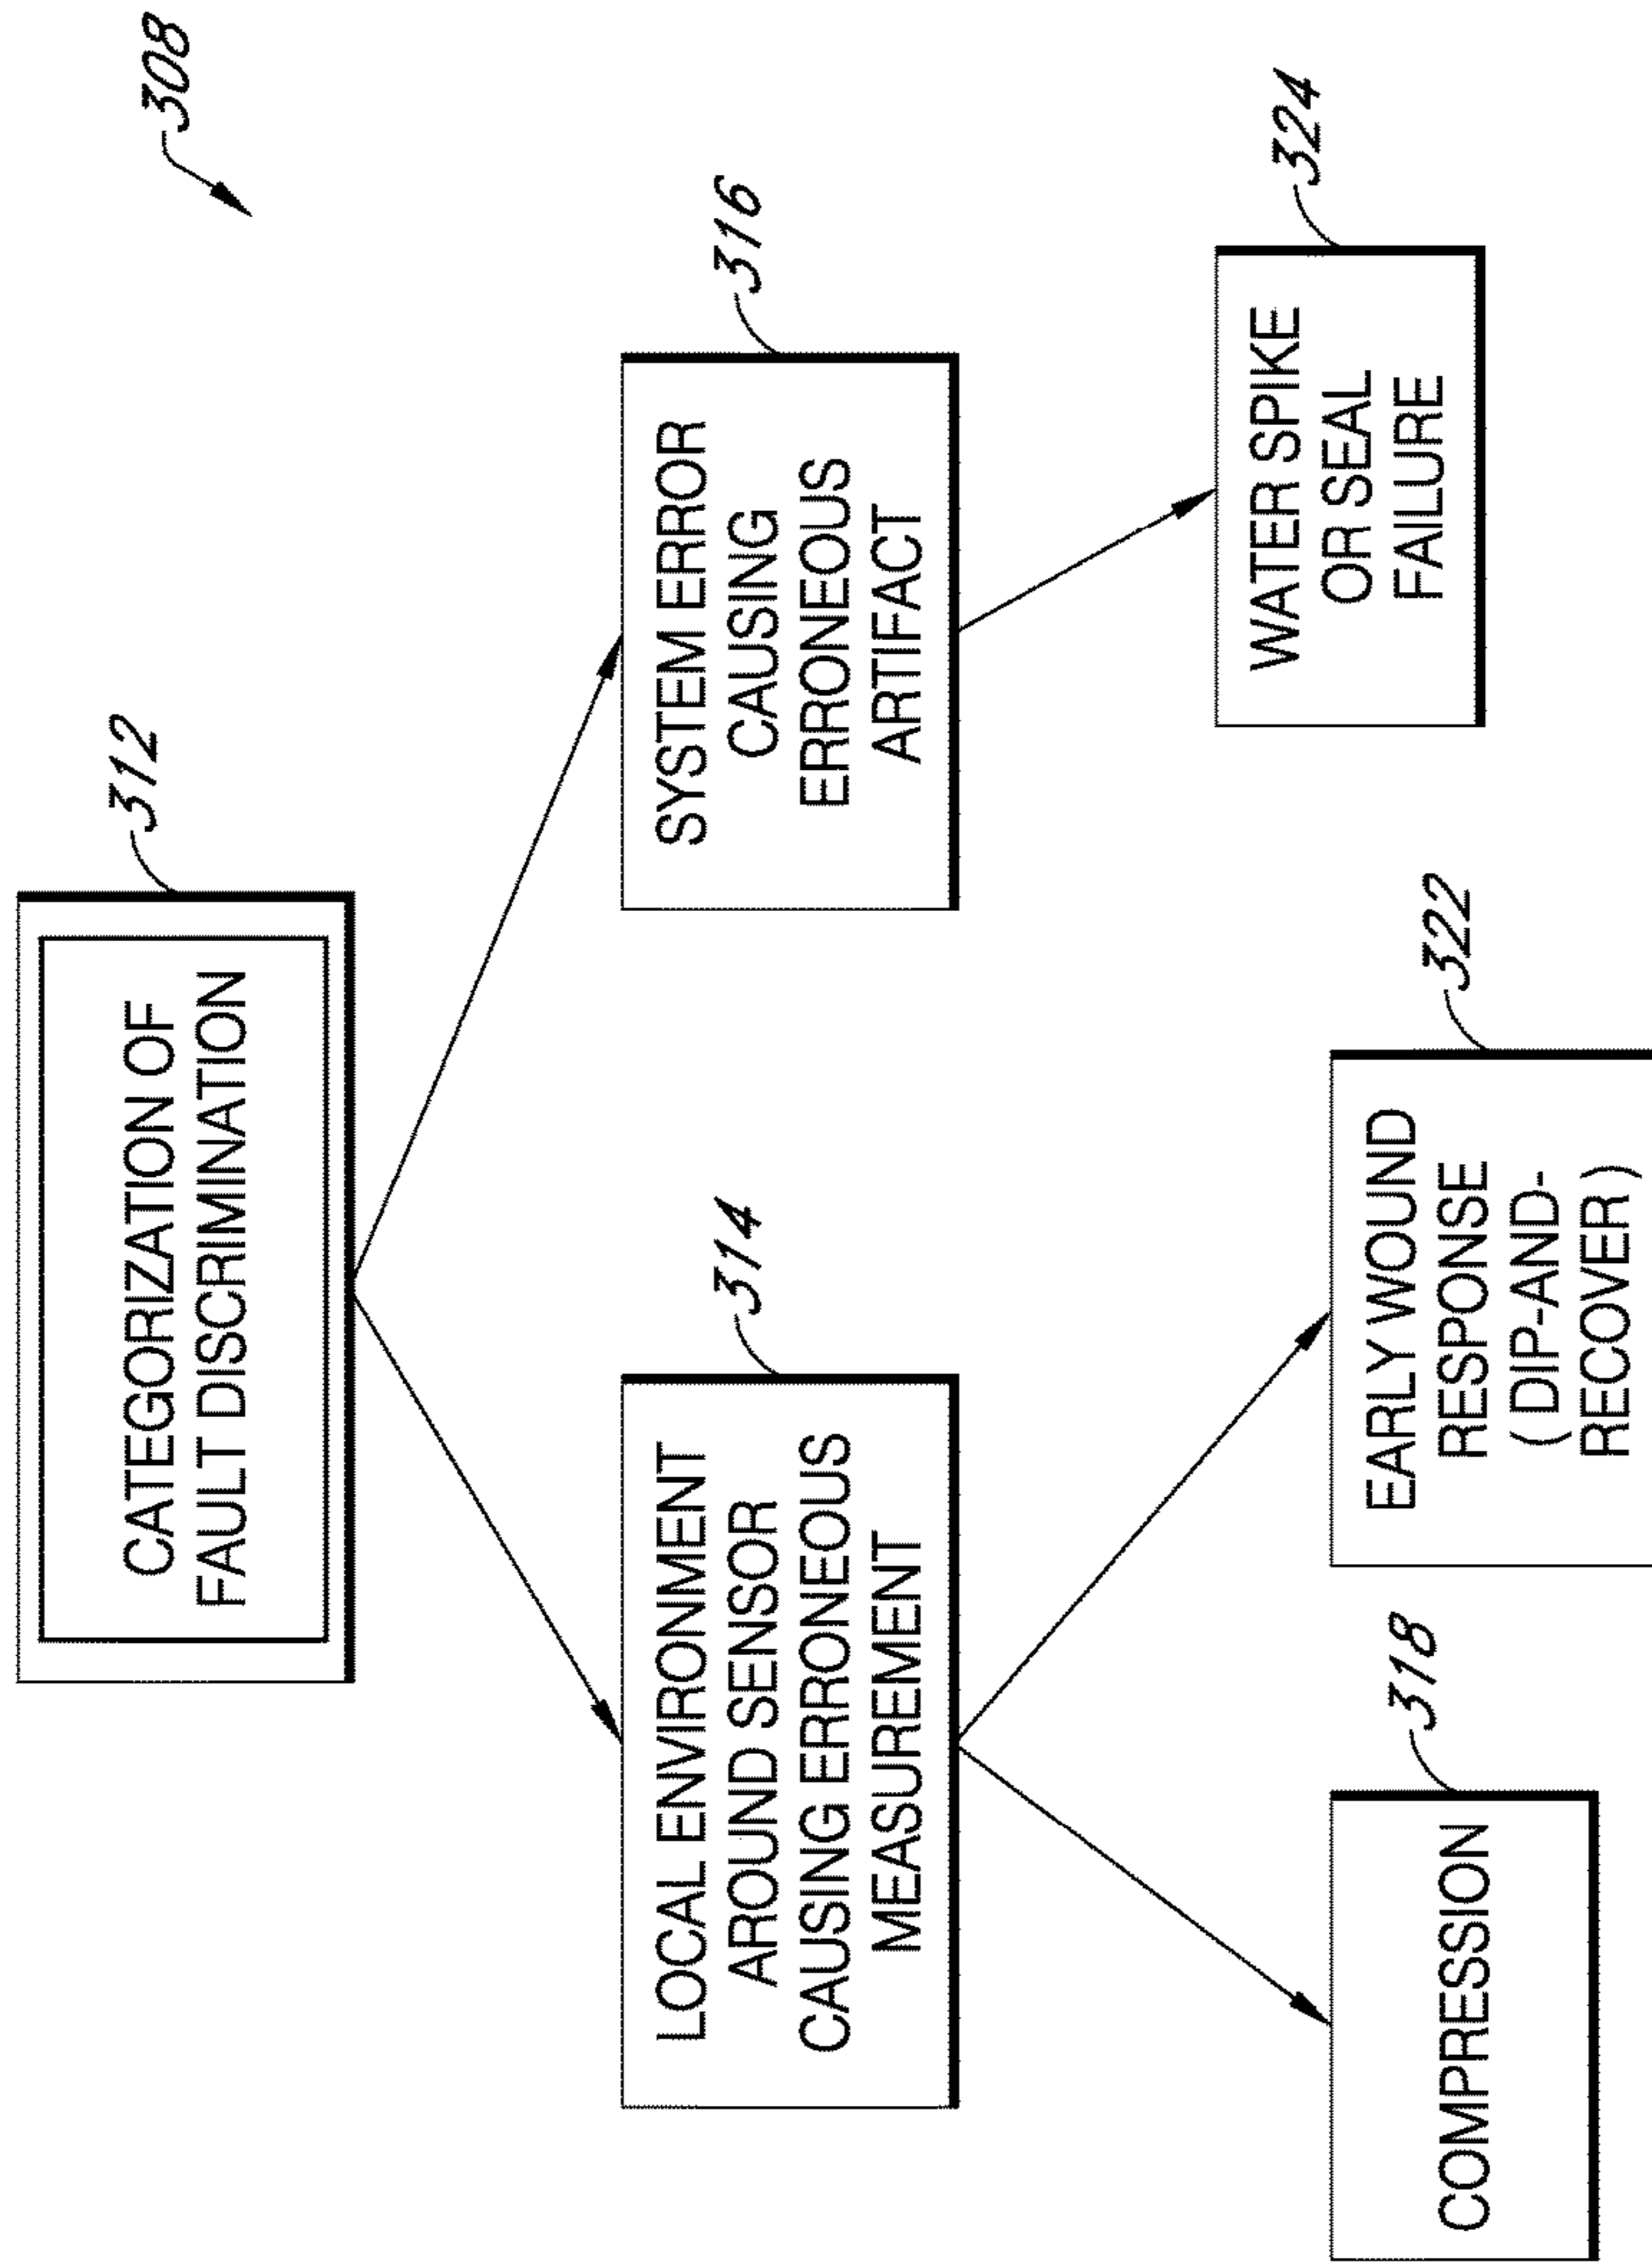 308
312
CATEGORIZATION OF
FAULT DISCRIMINATION
314
LOCAL ENVIRONMENT
AROUND SENSOR
CAUSING ERRONEOUS
MEASUREMENT
316
SYSTEM ERROR
CAUSING
ERRONEOUS
ARTIFACT
318
COMPRESSION
322
EARLY WOUND
RESPONSE
(DIP-AND-
RECOVER)
324
WATER SPIKE
OR SEAL
FAILURE